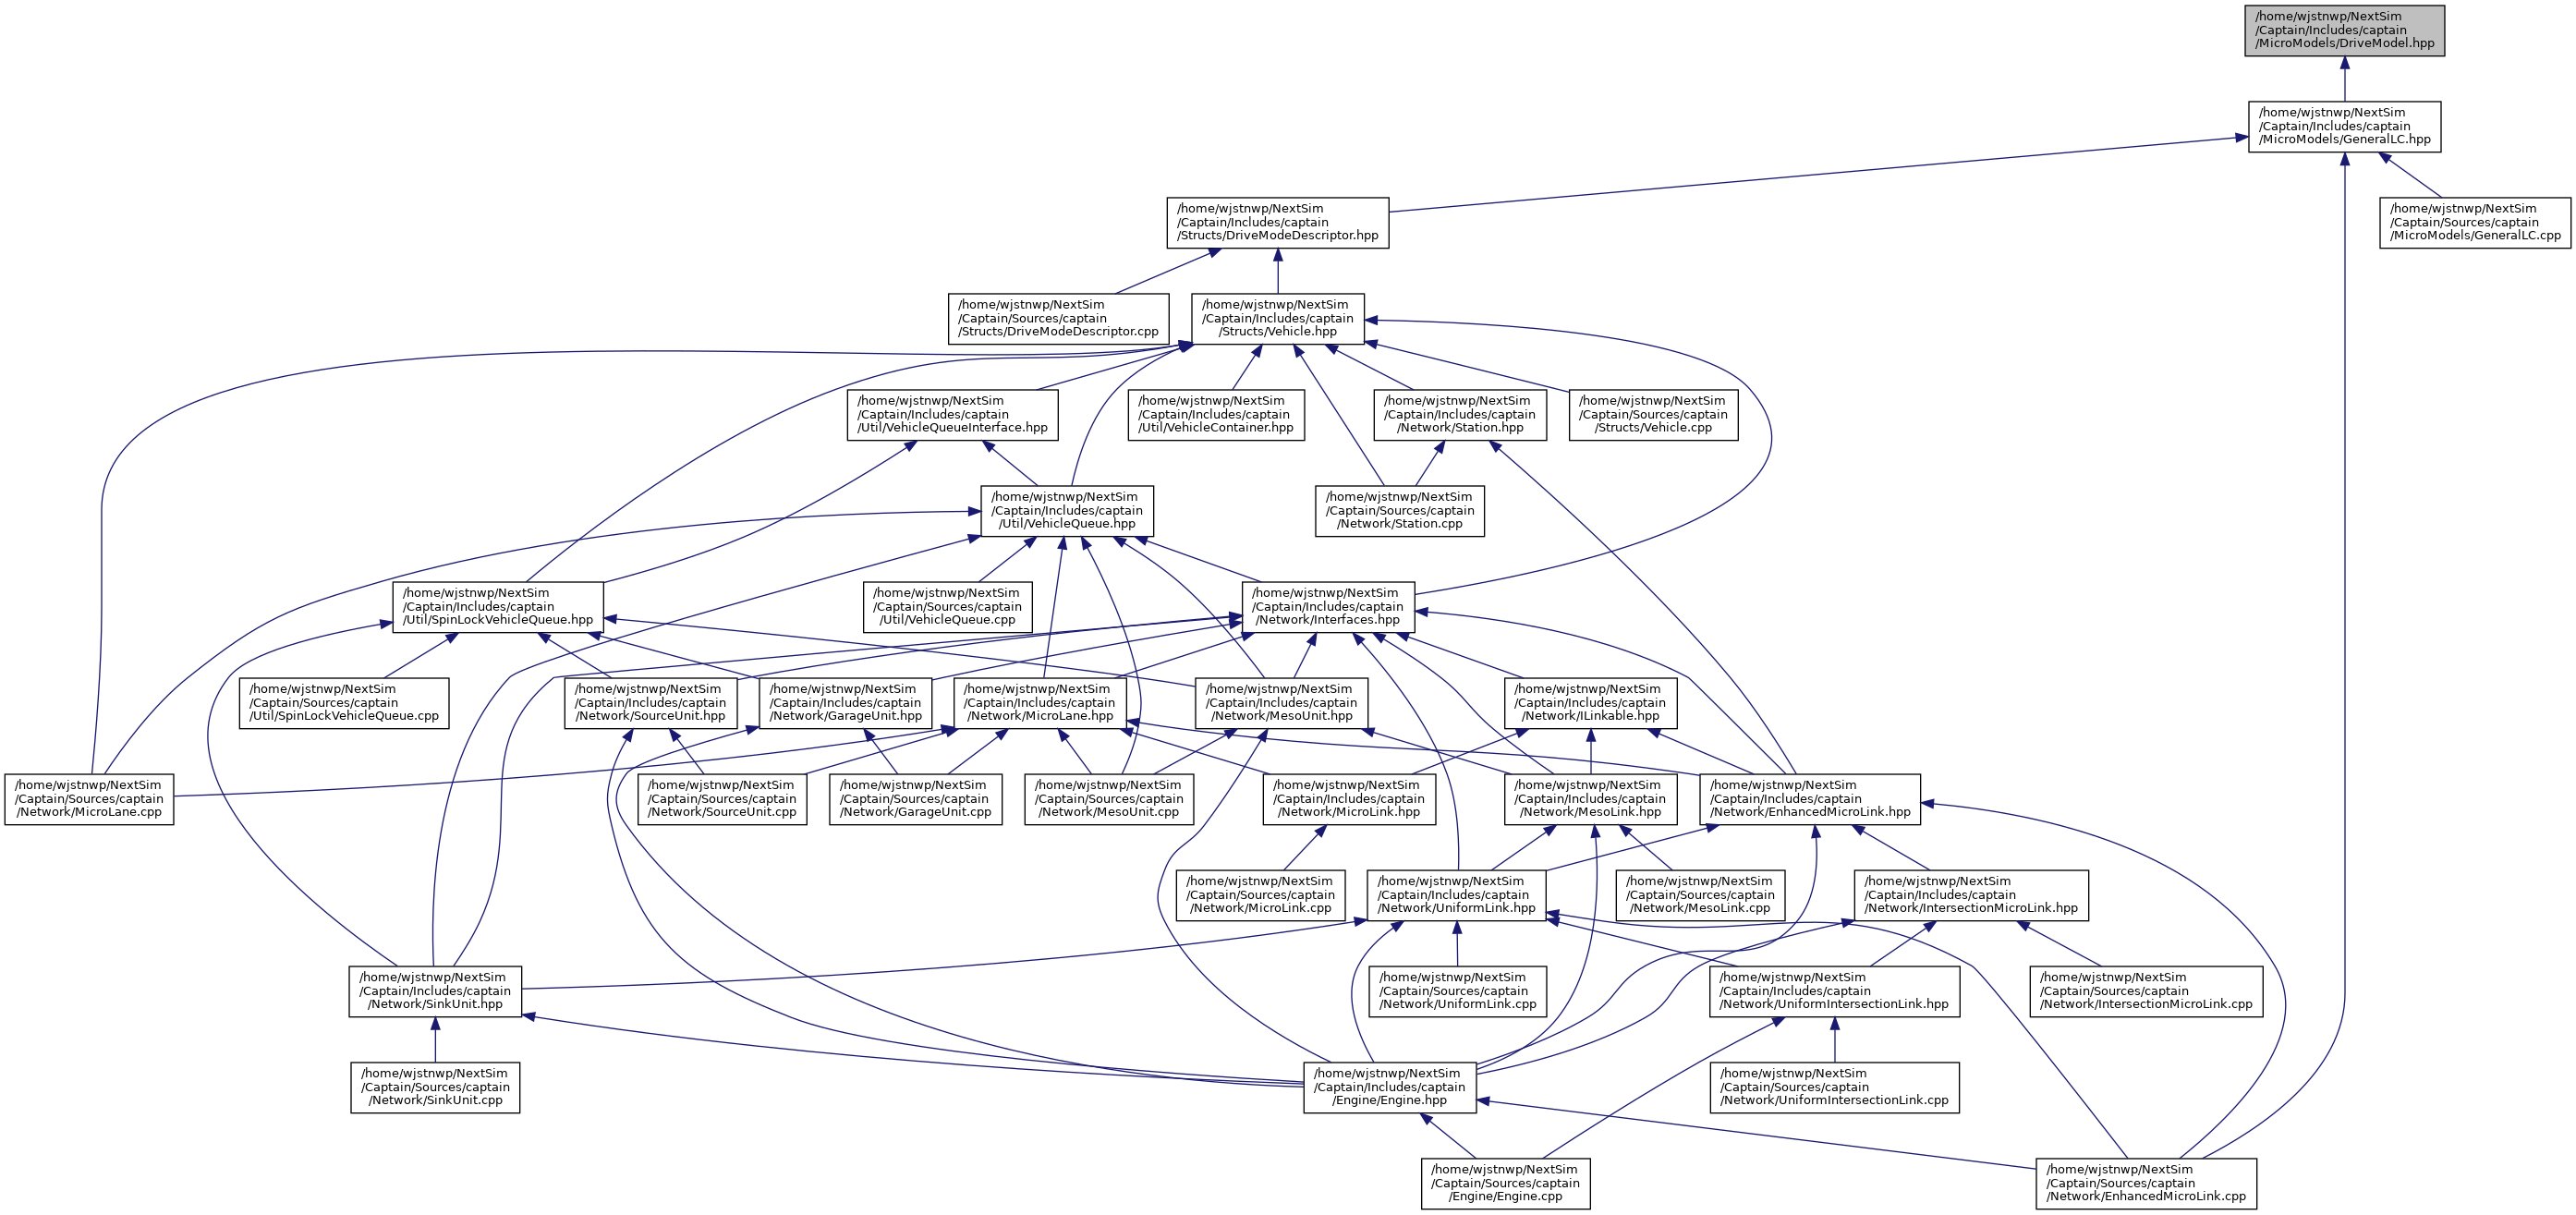 /home/wjstnwp/NextSim
/Captain/Includes/captain
/MicroModels/DriveModel.hpp
/home/wjstnwp/NextSim
/Captain/Includes/captain
/MicroModels/GeneralLC.hpp
/home/wjstnwp/NextSim
/Captain/Includes/captain
/Structs/DriveModeDescriptor.hpp
/home/wjstnwp/NextSim
/Captain/Sources/captain
/MicroModels/GeneralLC.cpp
/home/wjstnwp/NextSim
/Captain/Sources/captain
/Structs/DriveModeDescriptor.cpp
/home/wjstnwp/NextSim
/Captain/Includes/captain
/Structs/Vehicle.hpp
/home/wjstnwp/NextSim
/Captain/Includes/captain
/Util/VehicleQueueInterface.hpp
/home/wjstnwp/NextSim
/Captain/Includes/captain
/Util/VehicleContainer.hpp
/home/wjstnwp/NextSim
/Captain/Includes/captain
/Network/Station.hpp
/home/wjstnwp/NextSim
/Captain/Sources/captain
/Structs/Vehicle.cpp
/home/wjstnwp/NextSim
/Captain/Includes/captain
/Util/VehicleQueue.hpp
/home/wjstnwp/NextSim
/Captain/Sources/captain
/Network/Station.cpp
/home/wjstnwp/NextSim
/Captain/Includes/captain
/Util/SpinLockVehicleQueue.hpp
/home/wjstnwp/NextSim
/Captain/Sources/captain
/Util/VehicleQueue.cpp
/home/wjstnwp/NextSim
/Captain/Includes/captain
/Network/Interfaces.hpp
/home/wjstnwp/NextSim
/Captain/Sources/captain
/Util/SpinLockVehicleQueue.cpp
/home/wjstnwp/NextSim
/Captain/Includes/captain
/Network/SourceUnit.hpp
/home/wjstnwp/NextSim
/Captain/Includes/captain
/Network/GarageUnit.hpp
/home/wjstnwp/NextSim
/Captain/Includes/captain
/Network/MicroLane.hpp
/home/wjstnwp/NextSim
/Captain/Includes/captain
/Network/MesoUnit.hpp
/home/wjstnwp/NextSim
/Captain/Includes/captain
/Network/ILinkable.hpp
/home/wjstnwp/NextSim
/Captain/Sources/captain
/Network/MicroLane.cpp
/home/wjstnwp/NextSim
/Captain/Sources/captain
/Network/SourceUnit.cpp
/home/wjstnwp/NextSim
/Captain/Sources/captain
/Network/GarageUnit.cpp
/home/wjstnwp/NextSim
/Captain/Sources/captain
/Network/MesoUnit.cpp
/home/wjstnwp/NextSim
/Captain/Includes/captain
/Network/MicroLink.hpp
/home/wjstnwp/NextSim
/Captain/Includes/captain
/Network/MesoLink.hpp
/home/wjstnwp/NextSim
/Captain/Includes/captain
/Network/EnhancedMicroLink.hpp
/home/wjstnwp/NextSim
/Captain/Sources/captain
/Network/MicroLink.cpp
/home/wjstnwp/NextSim
/Captain/Includes/captain
/Network/UniformLink.hpp
/home/wjstnwp/NextSim
/Captain/Sources/captain
/Network/MesoLink.cpp
/home/wjstnwp/NextSim
/Captain/Includes/captain
/Network/IntersectionMicroLink.hpp
/home/wjstnwp/NextSim
/Captain/Includes/captain
/Network/SinkUnit.hpp
/home/wjstnwp/NextSim
/Captain/Sources/captain
/Network/UniformLink.cpp
/home/wjstnwp/NextSim
/Captain/Includes/captain
/Network/UniformIntersectionLink.hpp
/home/wjstnwp/NextSim
/Captain/Sources/captain
/Network/IntersectionMicroLink.cpp
/home/wjstnwp/NextSim
/Captain/Sources/captain
/Network/SinkUnit.cpp
/home/wjstnwp/NextSim
/Captain/Includes/captain
/Engine/Engine.hpp
/home/wjstnwp/NextSim
/Captain/Sources/captain
/Network/UniformIntersectionLink.cpp
/home/wjstnwp/NextSim
/Captain/Sources/captain
/Engine/Engine.cpp
/home/wjstnwp/NextSim
/Captain/Sources/captain
/Network/EnhancedMicroLink.cpp